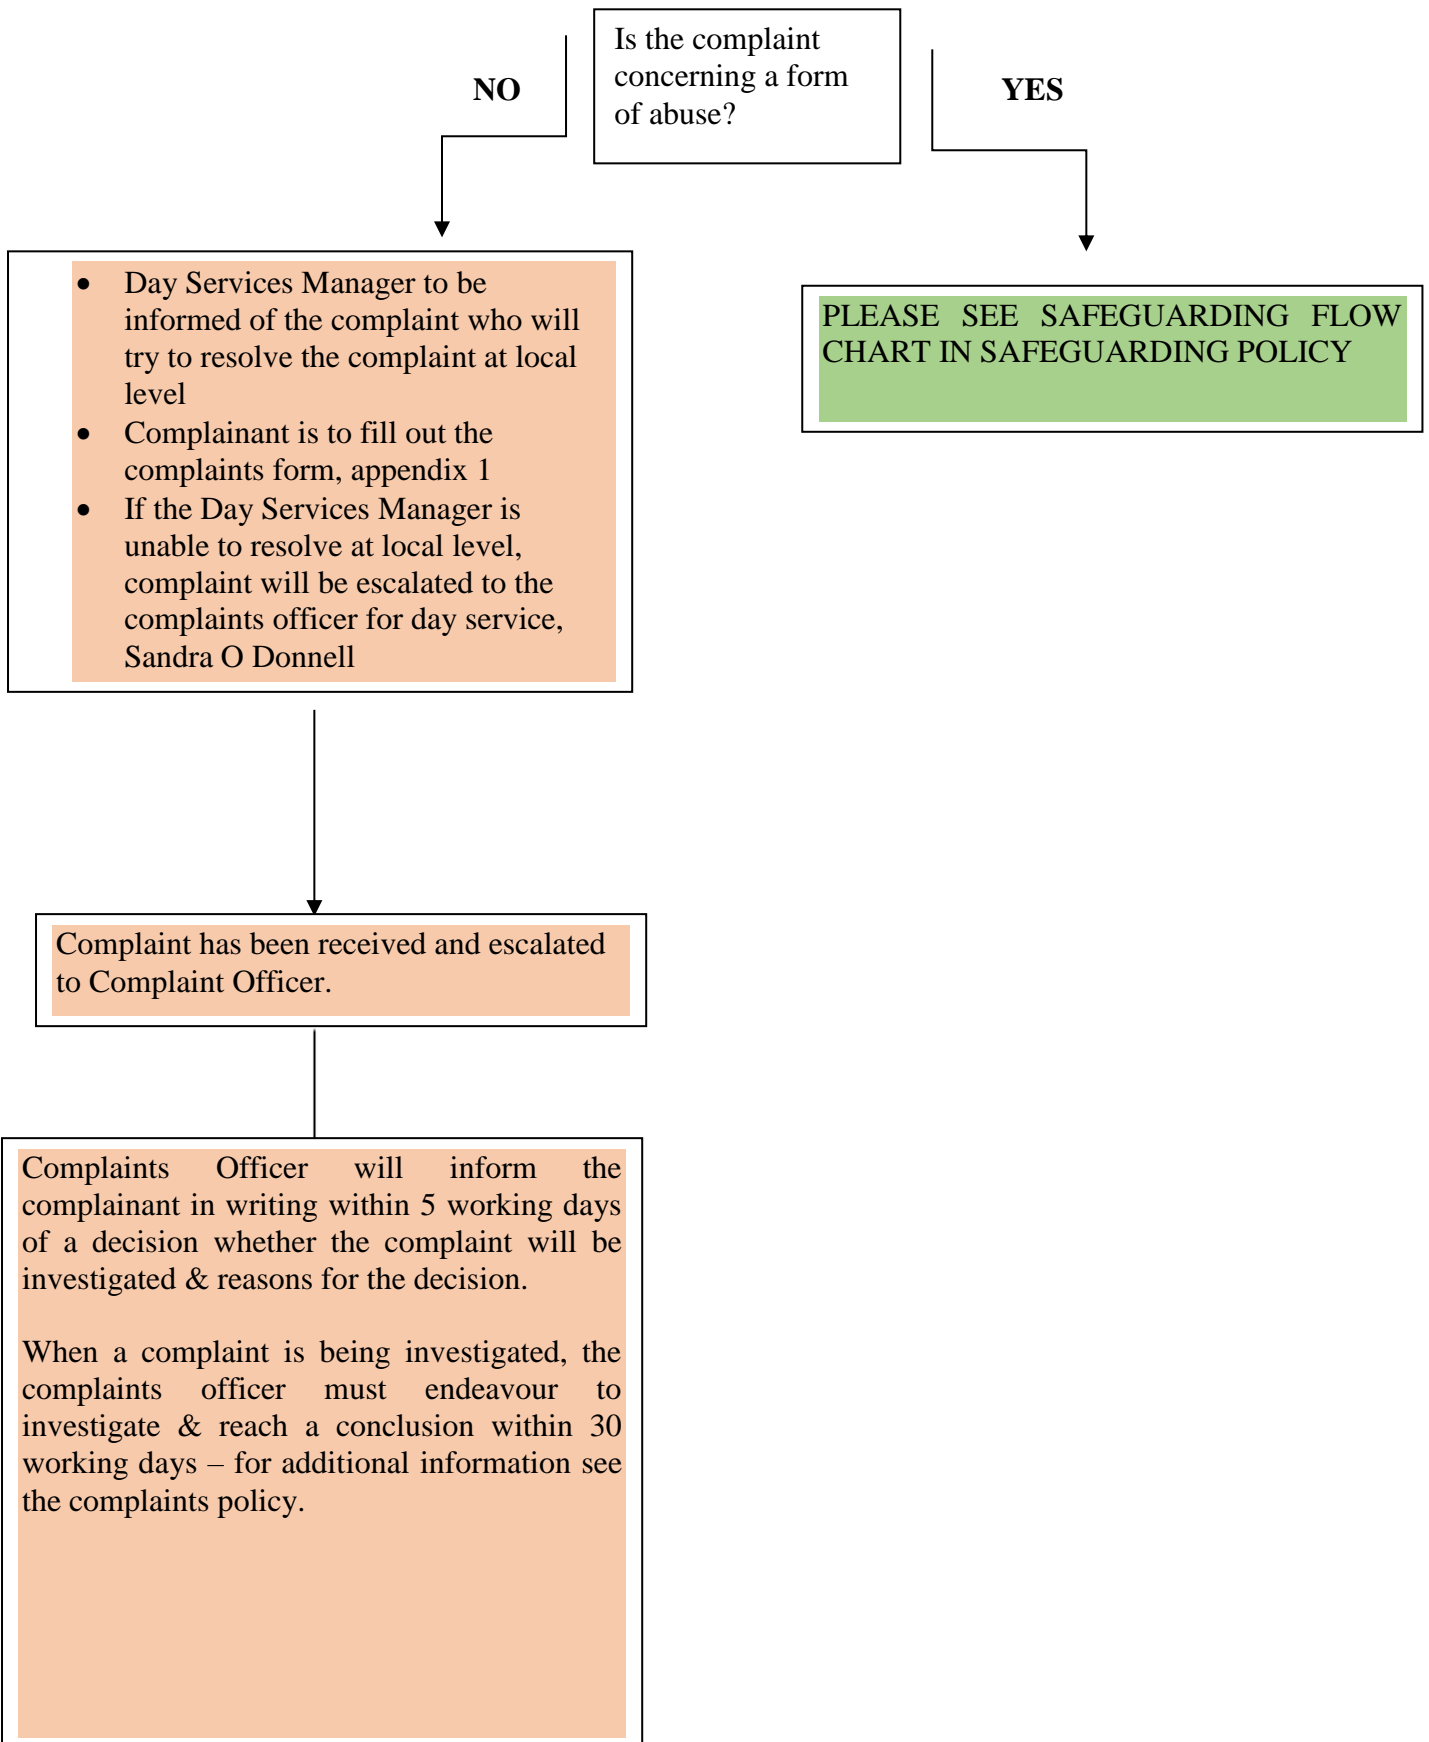 Is the complaint
concerning a form
of abuse?
NO
YES
• Day Services Manager to be
informed of the complaint who will
try to resolve the complaint at local
level
• Complainant is to fill out the
complaints form, appendix 1
• If the Day Services Manager is
unable to resolve at local level,
complaint will be escalated to the
complaints officer for day service,
Sandra O Donnell
PLEASE SEE SAFEGUARDING FLOW
CHART IN SAFEGUARDING POLICY
Complaint has been received and escalated
to Complaint Officer.
Complaints Officer will inform the
complainant in writing within 5 working days
of a decision whether the complaint will be
investigated & reasons for the decision.
When a complaint is being investigated, the
complaints officer must endeavour to
investigate & reach a conclusion within 30
working days – for additional information see
the complaints policy.